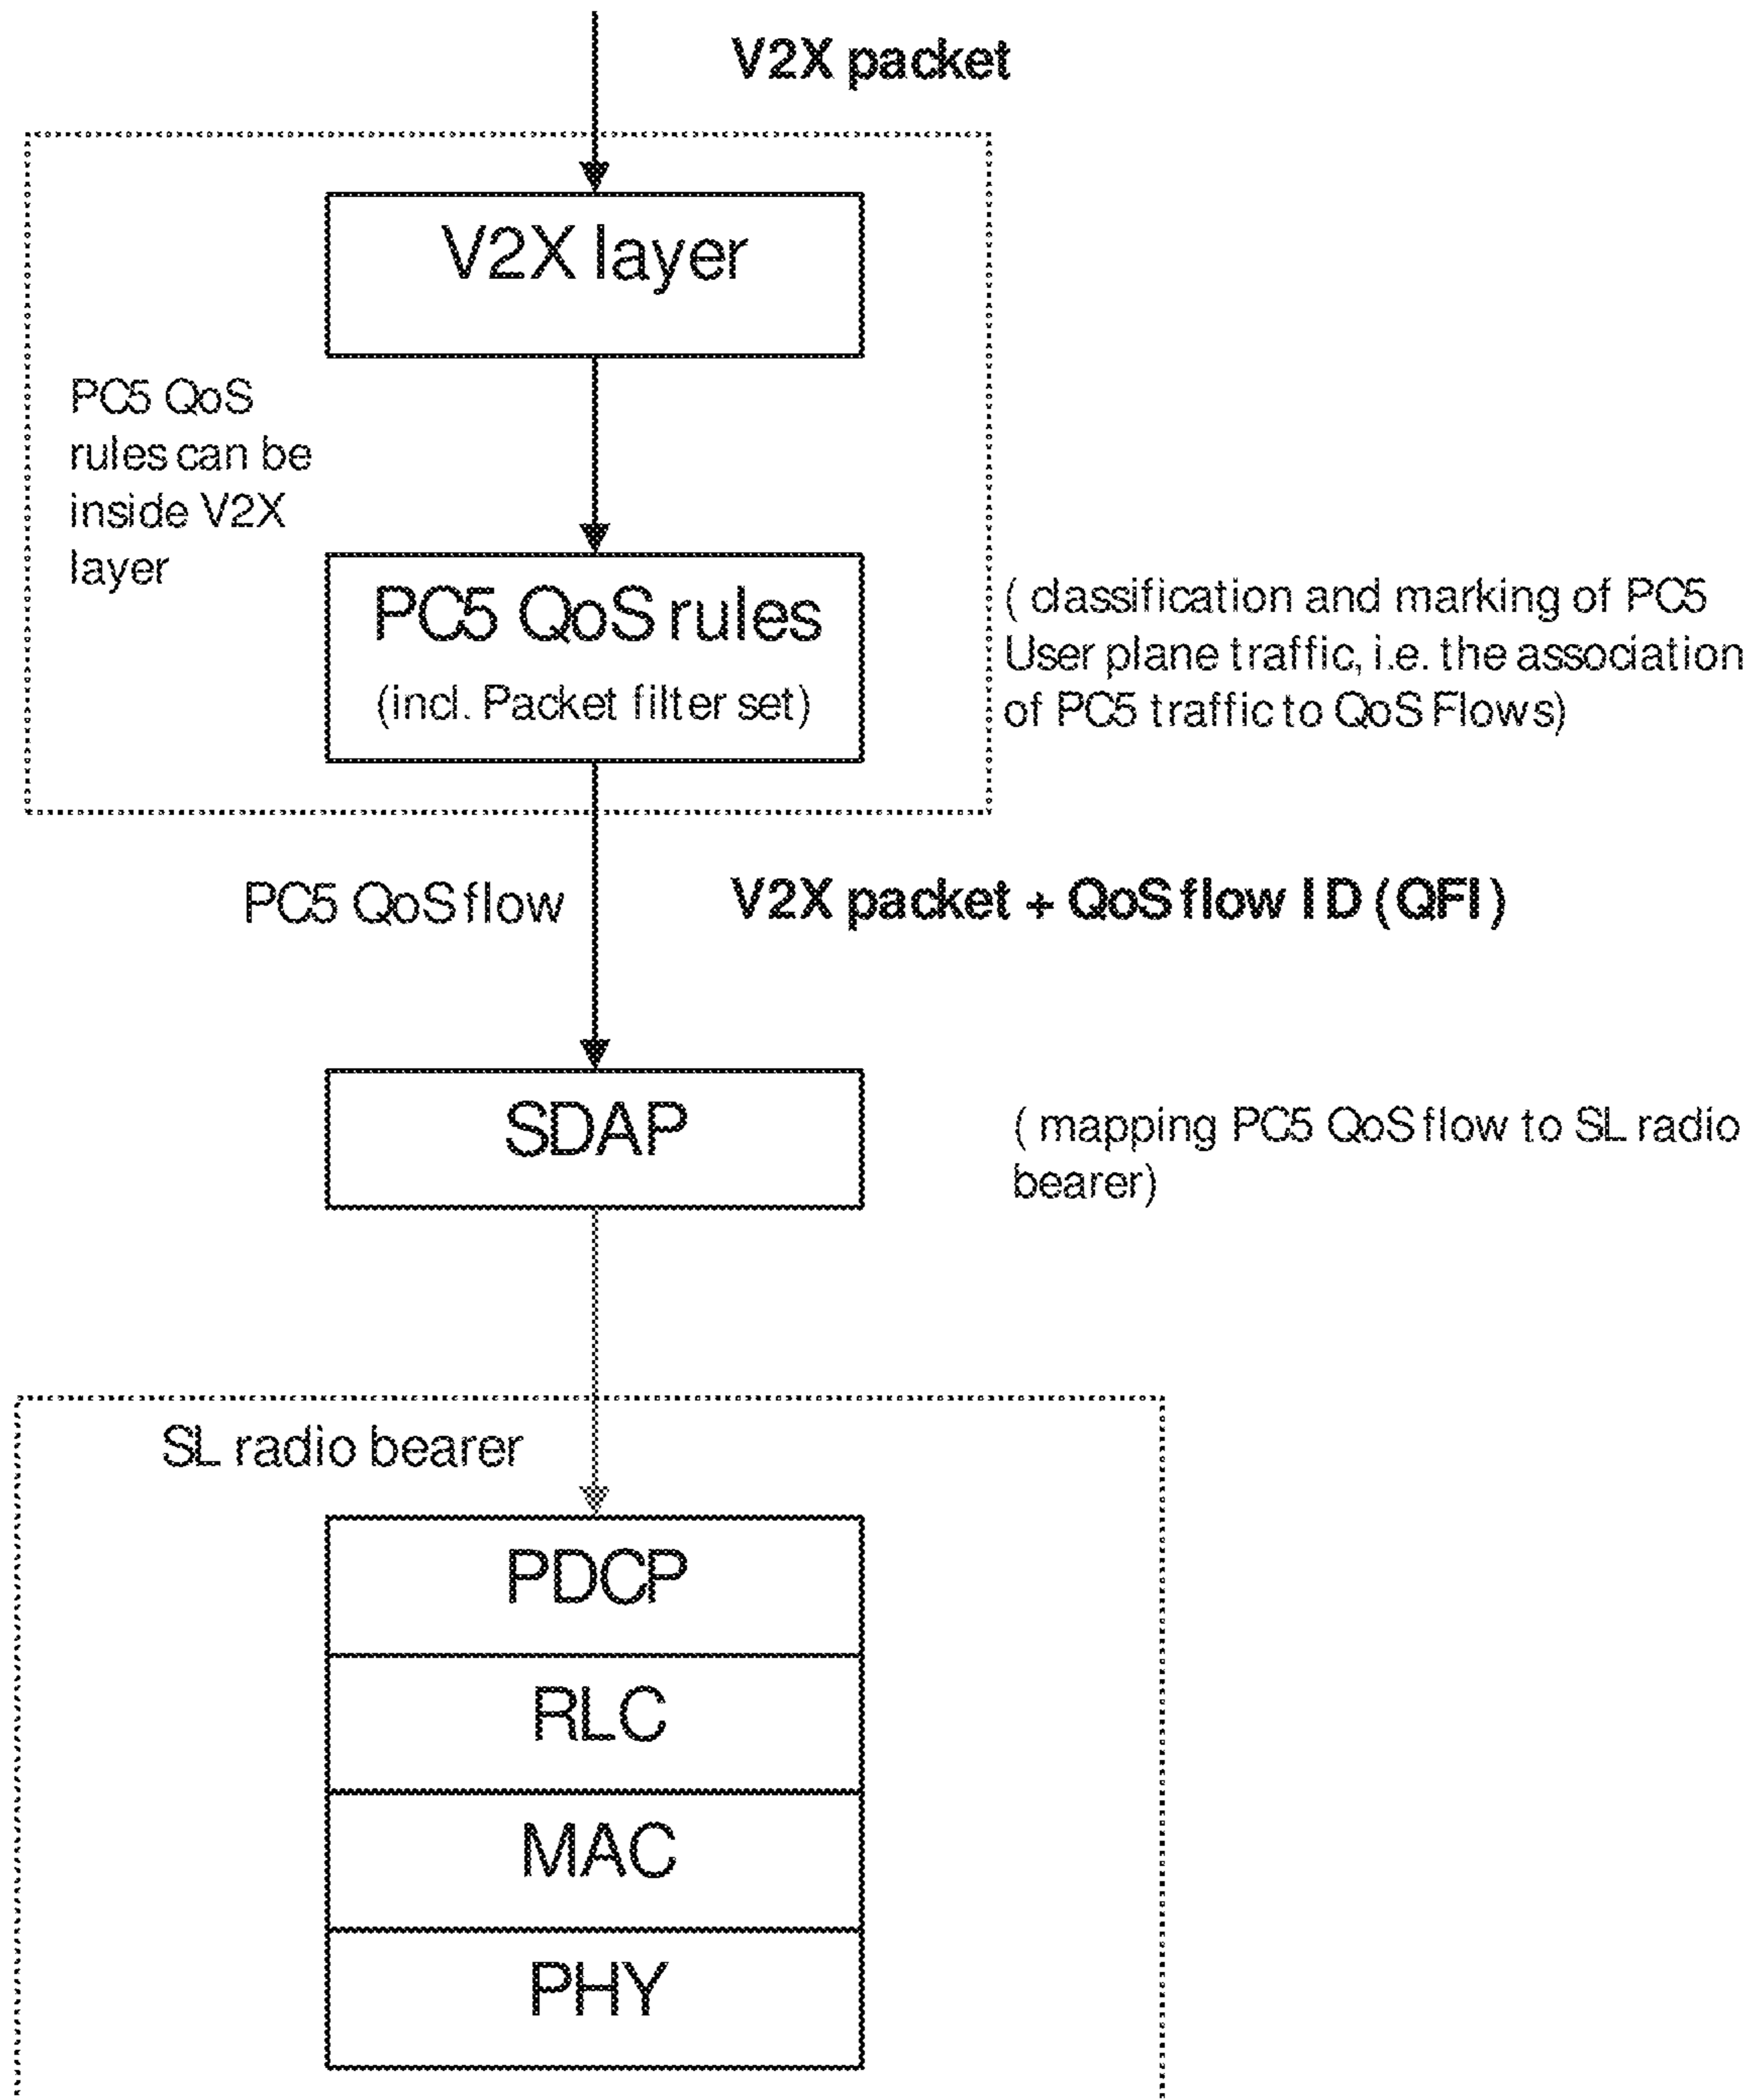 V2X packet
V2X layer
PC5 QoS
rules can be
inside V2X
layer
PC5 QoS rules
(incl. Packet filter set)
( classification and marking of PC5
User plane traffic, i.e. the association
of PC5 traffic to QoS Flows)
PC5 QoS flow
V2X packet + QoS flow ID (QFI)
SDAP
( mapping PC5 QoS flow to SL radio
bearer)
SL radio bearer
PDCP
RLC
MAC
PHY